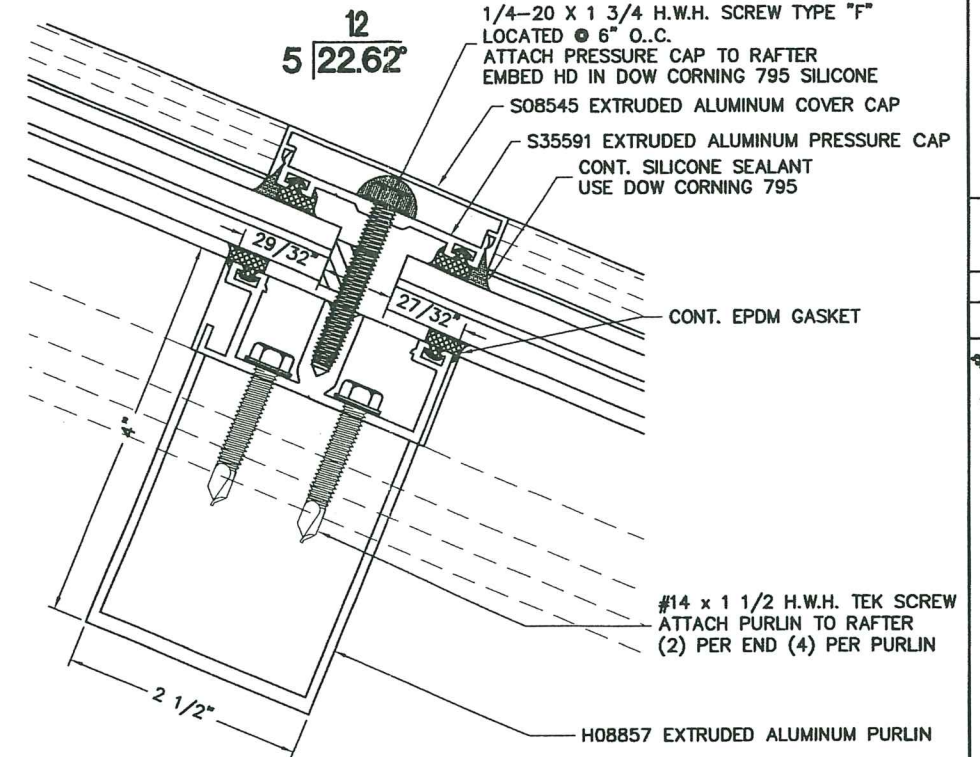 12
5 22.62°
1/4-20 X 1 3/4 H.W.H. SCREW TYPE "F"
LOCATED @ 6" O..C.
ATTACH PRESSURE CAP TO RAFTER
EMBED HD IN DOW CORNING 795 SILICONE
S08545 EXTRUDED ALUMINUM COVER CAP
S35591 EXTRUDED ALUMINUM PRESSURE CAP
CONT. SILICONE SEALANT
USE DOW CORNING 795
29/32"
27/32"
CONT. EPDM GASKET
4"
#14 x 1 1/2 H.W.H. TEK SCREW
ATTACH PURLIN TO RAFTER
(2) PER END (4) PER PURLIN
2 1/2"
H08857 EXTRUDED ALUMINUM PURLIN